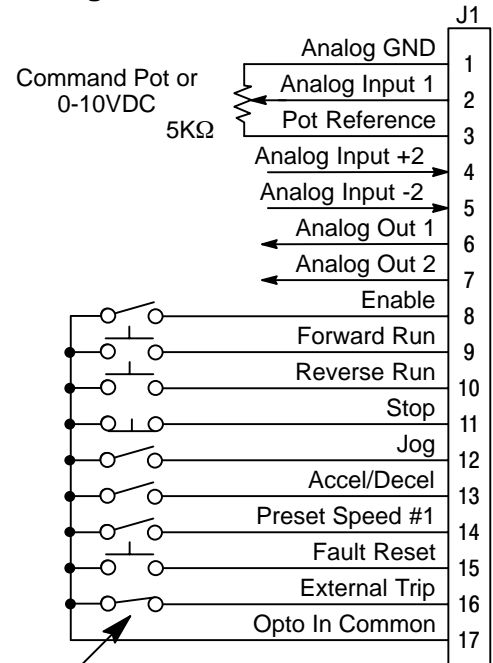 J1
Analog GND 1
Command Pot or
0-10VDC
Analog Input 1 2
5KΩ
Pot Reference 3
Analog Input +2 4
Analog Input -2 5
Analog Out 1 6
Analog Out 2 7
Enable 8
Forward Run 9
Reverse Run 10
Stop 11
Jog 12
Accel/Decel 13
Preset Speed #1 14
Fault Reset 15
External Trip 16
Opto In Common 17